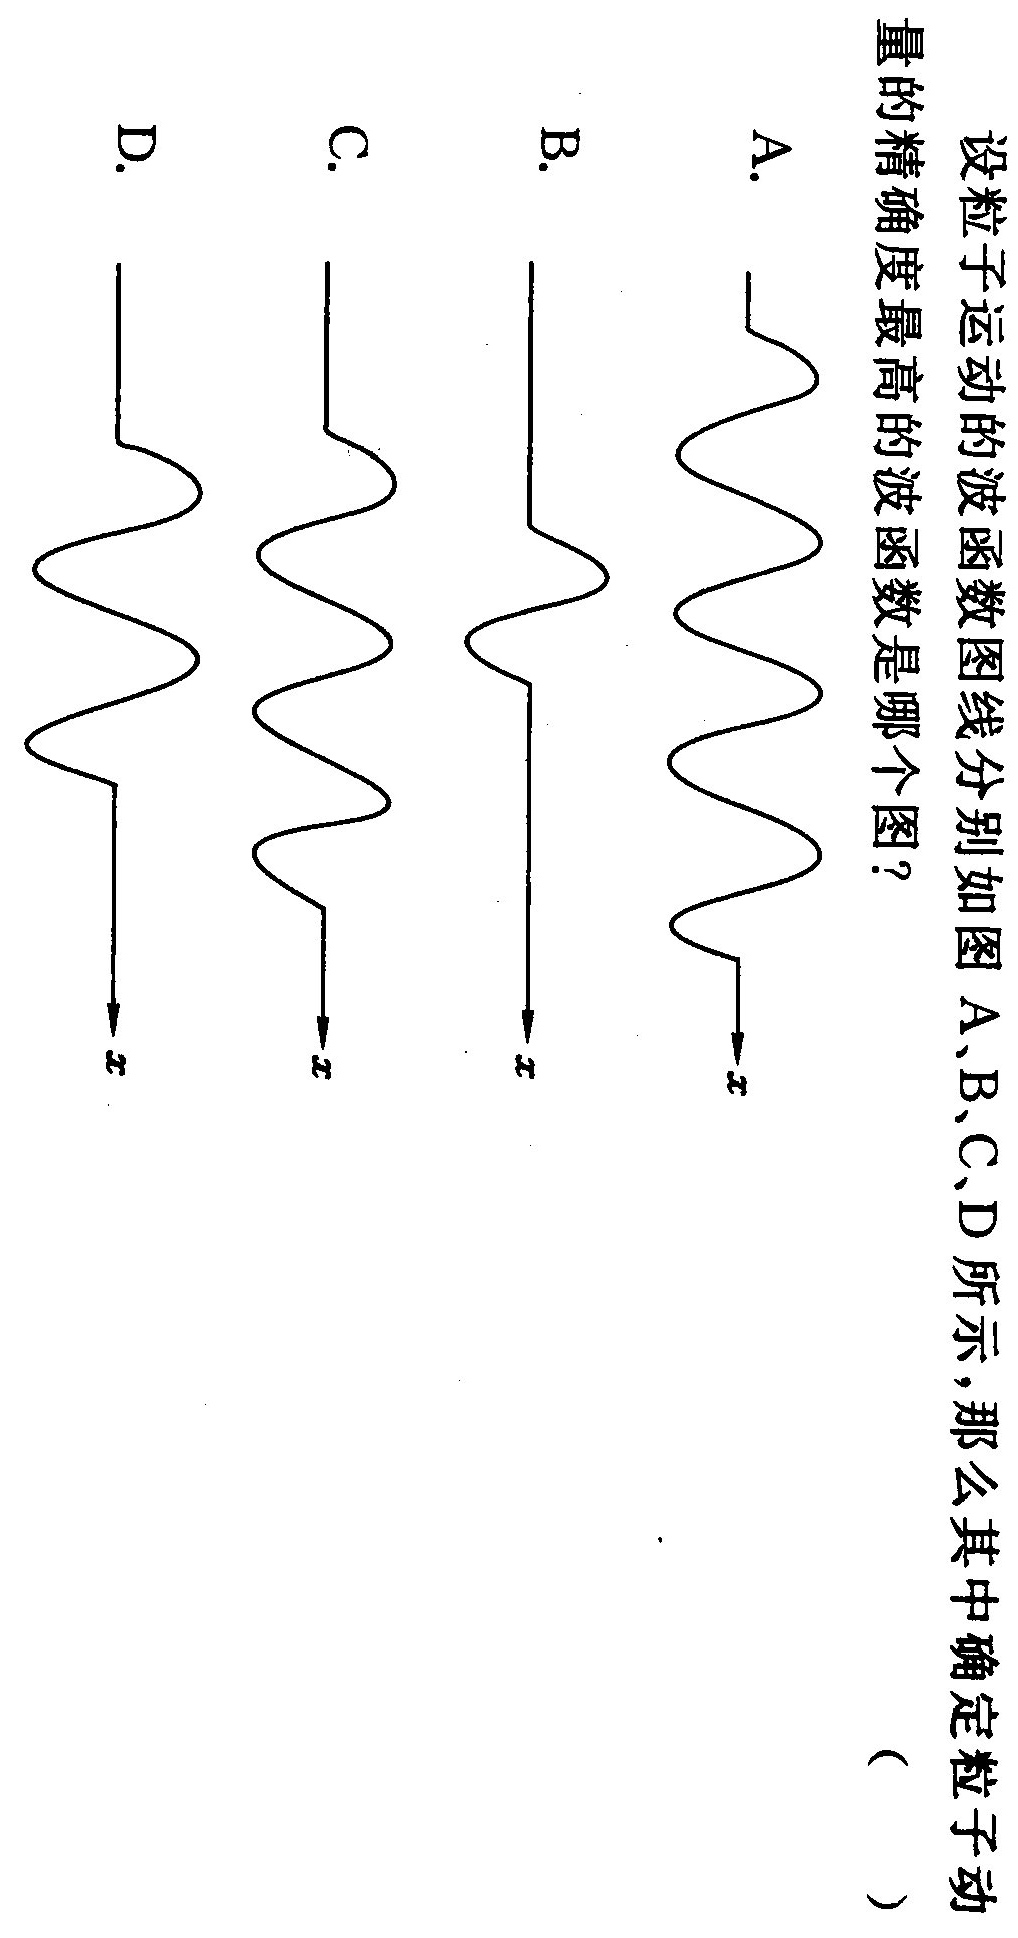 设粒子运动的波函数图线分别如图 A、B、C、D 所示,那么其中确定粒子动
量的精确度最高的波函数是哪个图? ( )
A.
x
B.
x
C.
x
D.
x